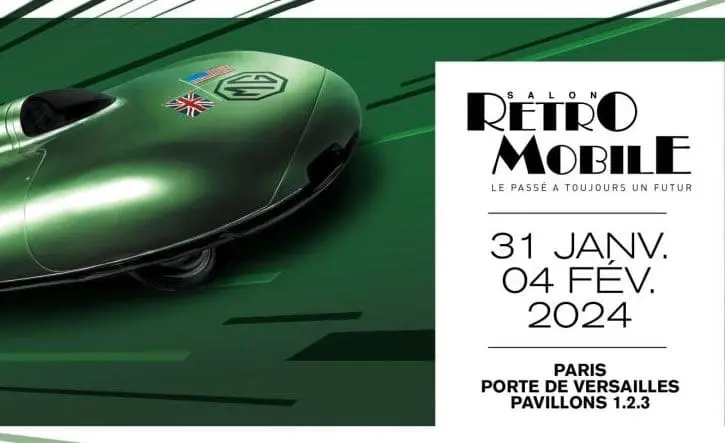 MG
SALON
RETRO
MOBILE
LE PASSÉ A TOUJOURS UN FUTUR
31 JANV.
04 FÉV.
2024
PARIS
PORTE DE VERSAILLES
PAVILLONS 1.2.3